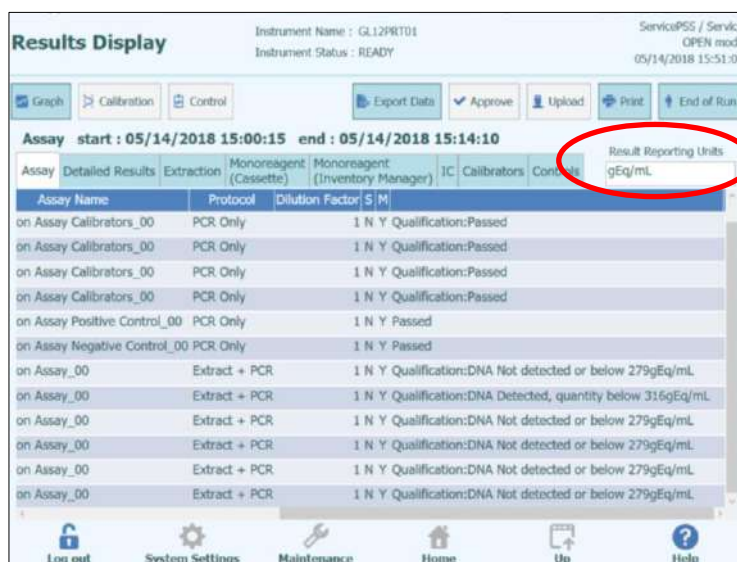 Results Display
Instrument Name : GL12PRT01
Instrument Status : READY
ServicePSS / Servic
OPEN mod
05/14/2018 15:51:0
Graph Calibration Control Export Data Approve Upload Print End of Run
Assay start : 05/14/2018 15:00:15 end : 05/14/2018 15:14:10
Result Reporting Units
gEq/mL
Assay Detailed Results Extraction Monoreagent (Cassette) Monoreagent (Inventory Manager) IC Calibrators Controls
Assay Name Protocol Dilution Factor S M
on Assay Calibrators_00 PCR Only 1 N Y Qualification:Passed
on Assay Calibrators_00 PCR Only 1 N Y Qualification:Passed
on Assay Calibrators_00 PCR Only 1 N Y Qualification:Passed
on Assay Calibrators_00 PCR Only 1 N Y Qualification:Passed
on Assay Positive Control_00 PCR Only 1 N Y Passed
on Assay Negative Control_00 PCR Only 1 N Y Passed
on Assay_00 Extract + PCR 1 N Y Qualification:DNA Not detected or below 279gEq/mL
on Assay_00 Extract + PCR 1 N Y Qualification:DNA Detected, quantity below 316gEq/mL
on Assay_00 Extract + PCR 1 N Y Qualification:DNA Not detected or below 279gEq/mL
on Assay_00 Extract + PCR 1 N Y Qualification:DNA Not detected or below 279gEq/mL
on Assay_00 Extract + PCR 1 N Y Qualification:DNA Not detected or below 279gEq/mL
on Assay_00 Extract + PCR 1 N Y Qualification:DNA Not detected or below 279gEq/mL
Log out System Settings Maintenance Home Up Help